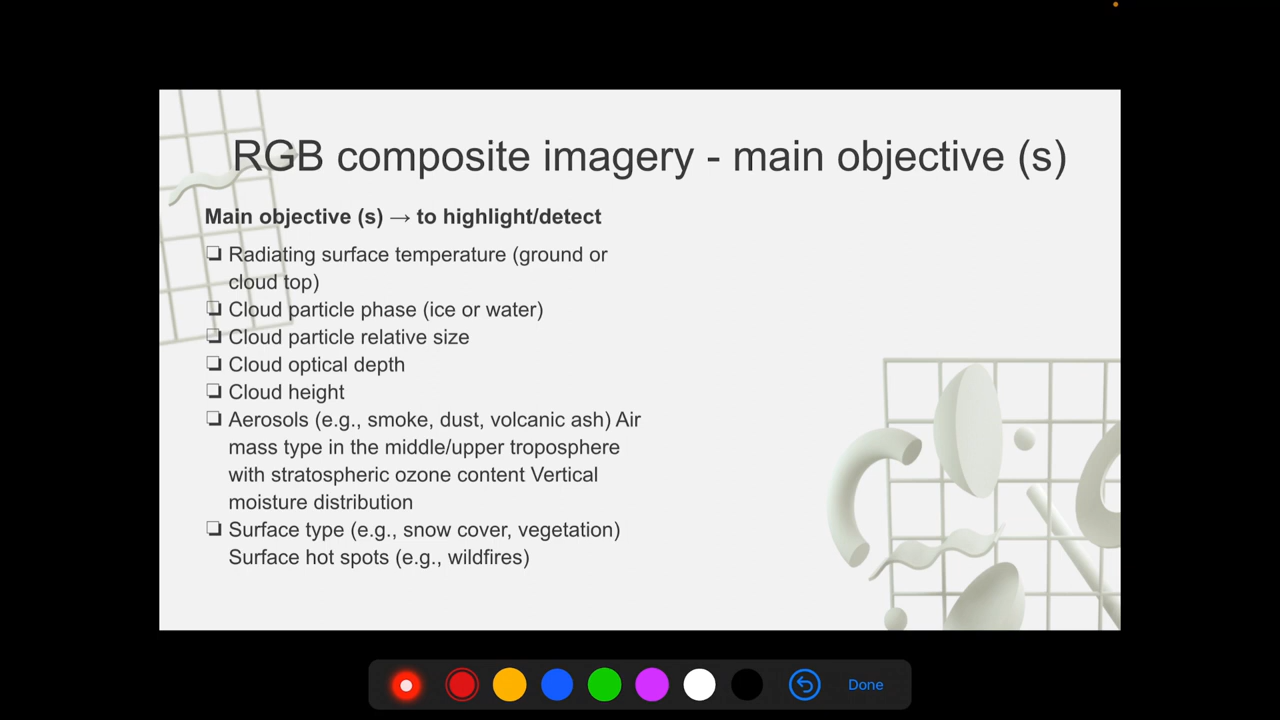 RGB composite imagery - main objective (s)
Main objective (s) → to highlight/detect
❏ Radiating surface temperature (ground or
cloud top)
❏ Cloud particle phase (ice or water)
❏ Cloud particle relative size
❏ Cloud optical depth
❏ Cloud height
❏ Aerosols (e.g., smoke, dust, volcanic ash) Air
mass type in the middle/upper troposphere
with stratospheric ozone content Vertical
moisture distribution
❏ Surface type (e.g., snow cover, vegetation)
Surface hot spots (e.g., wildfires)
Done